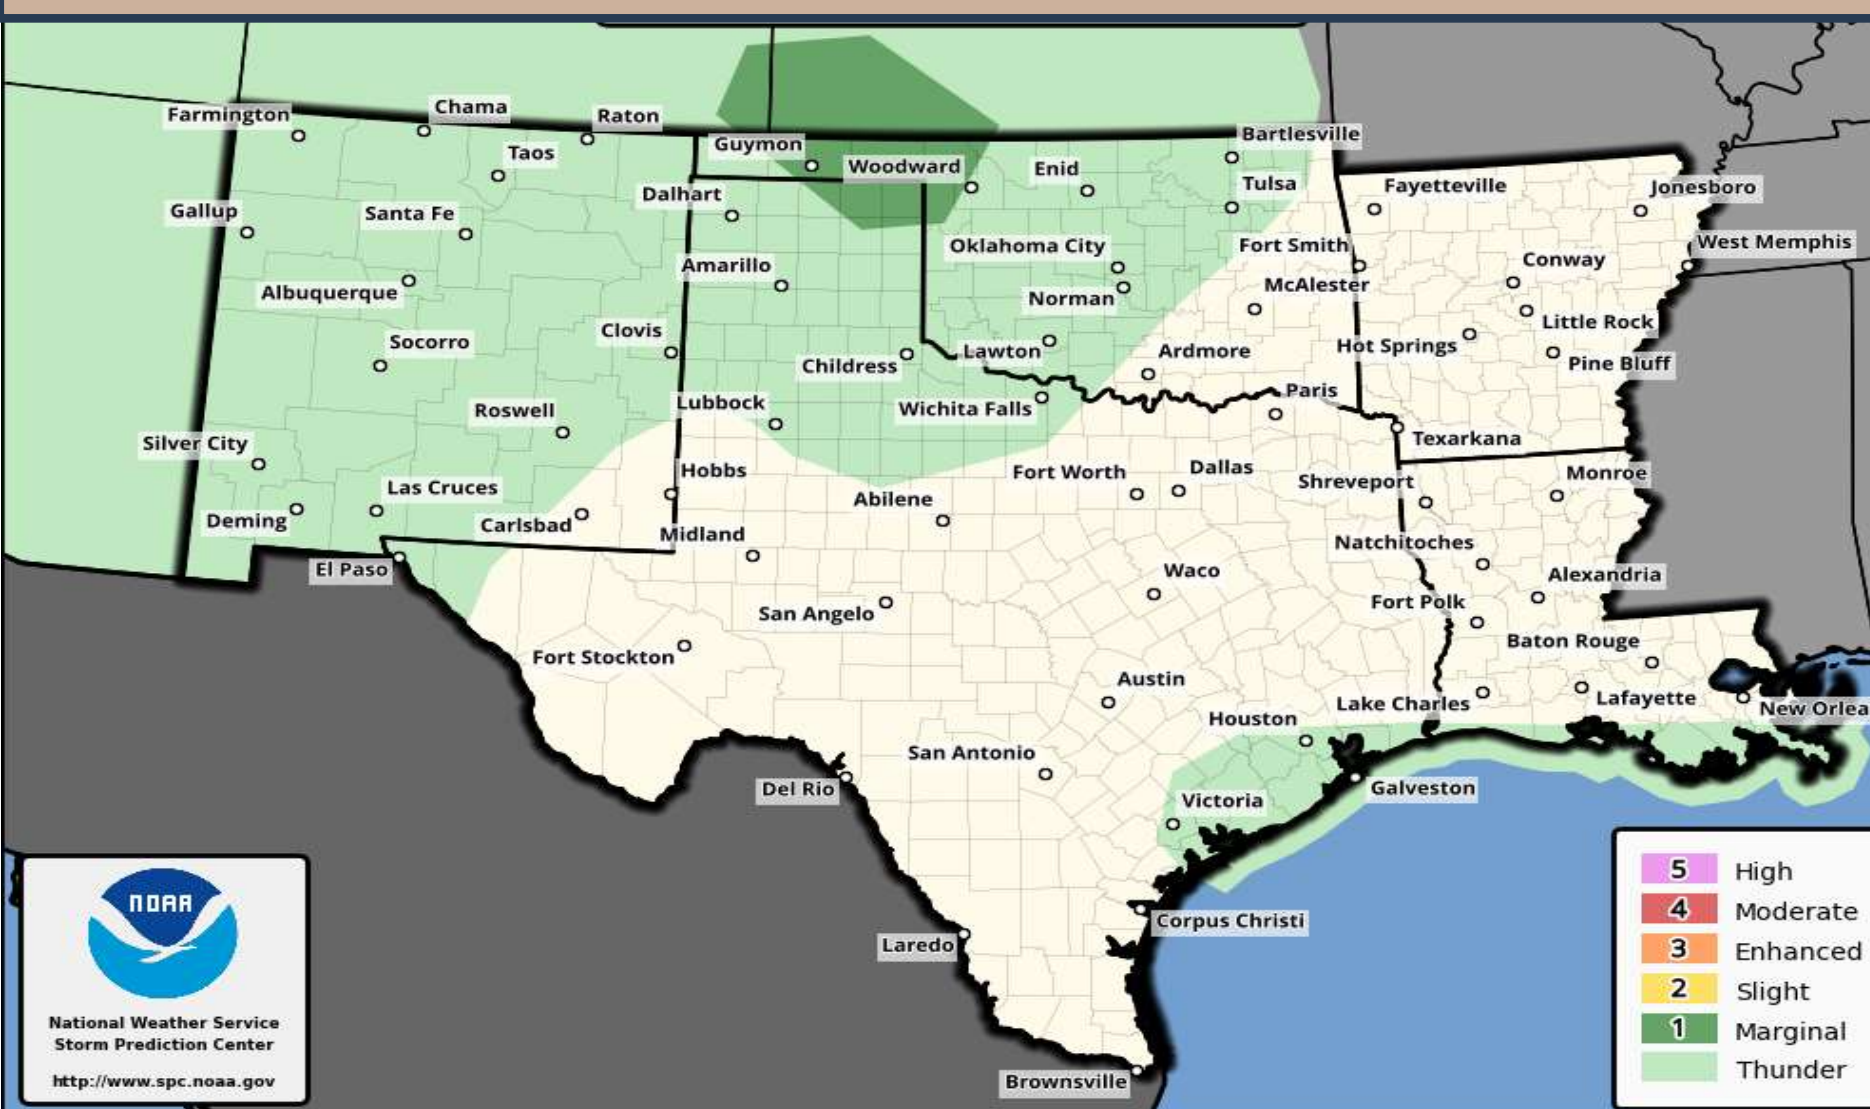 Farmington
Chama
Raton
Guymon
Bartlesville
Taos
Woodward
Enid
Dalhart
Tulsa
Fayetteville
Jonesboro
Gallup
Santa Fe
Oklahoma City
Fort Smith
West Memphis
Amarillo
Conway
Albuquerque
Norman
McAlester
Socorro
Clovis
Little Rock
Childress
Lawton
Ardmore
Hot Springs
Pine Bluff
Roswell
Lubbock
Wichita Falls
Paris
Silver City
Texarkana
Hobbs
Fort Worth
Dallas
Shreveport
Monroe
Las Cruces
Abilene
Deming
Carlsbad
Midland
Natchitoches
El Paso
Waco
Alexandria
San Angelo
Fort Polk
Fort Stockton
Baton Rouge
Austin
Lake Charles
Lafayette
New Orlea
Houston
San Antonio
Del Rio
Galveston
Victoria
Corpus Christi
Laredo
Brownsville
NOAA
National Weather Service
Storm Prediction Center
http://www.spc.noaa.gov
5 High
4 Moderate
3 Enhanced
2 Slight
1 Marginal
Thunder